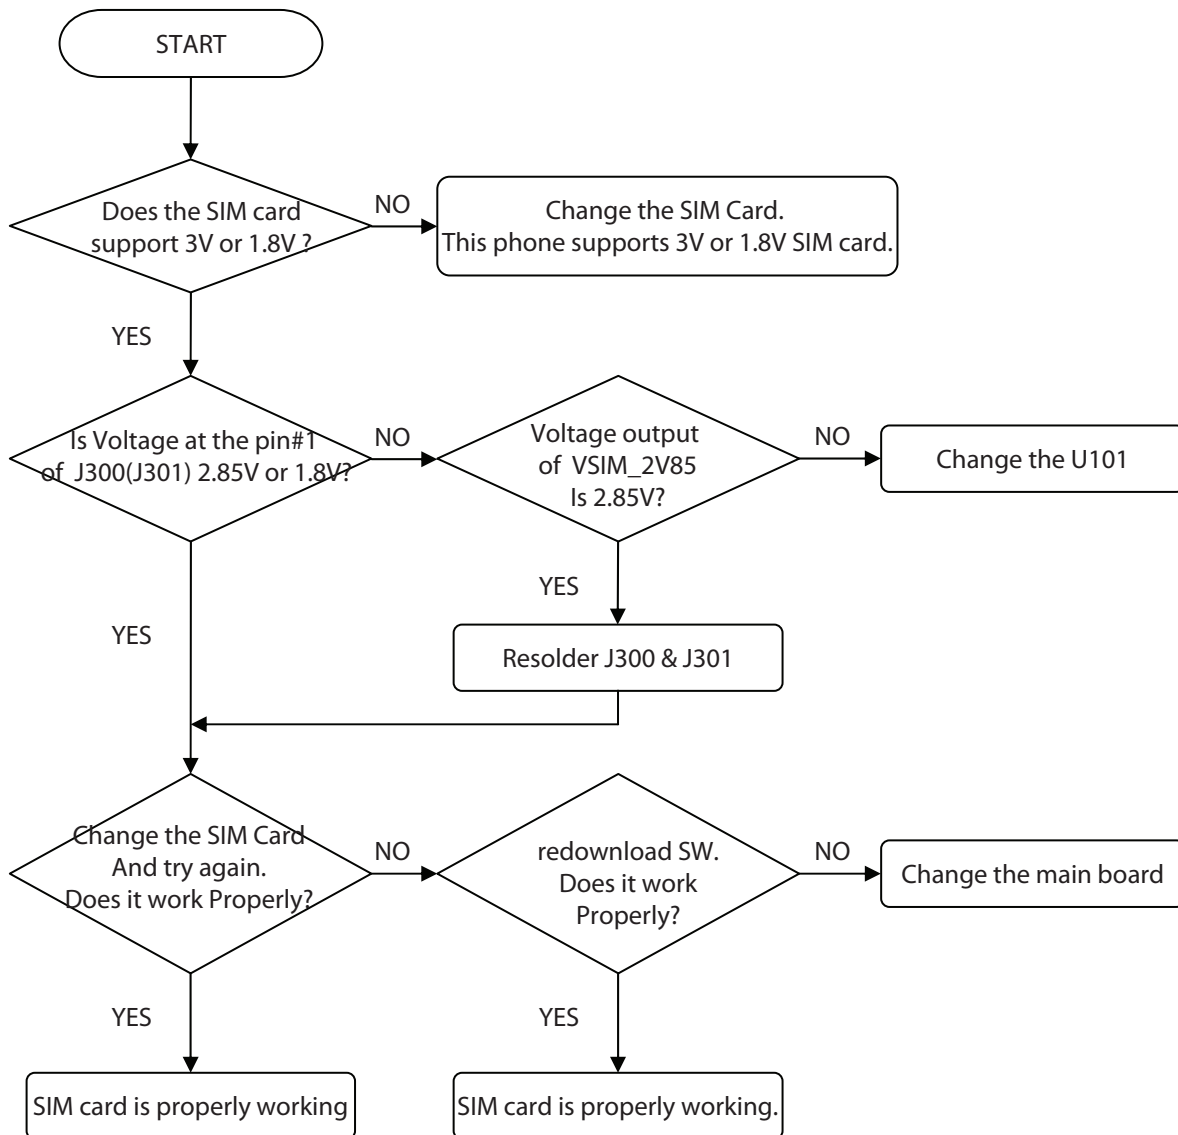 START
Does the SIM card
support 3V or 1.8V ?
NO
Change the SIM Card.
This phone supports 3V or 1.8V SIM card.
YES
Is Voltage at the pin#1
of J300(J301) 2.85V or 1.8V?
NO
Voltage output
of VSIM_2V85
Is 2.85V?
NO
Change the U101
YES
YES
Resolder J300 & J301
Change the SIM Card
And try again.
Does it work Properly?
NO
redownload SW.
Does it work
Properly?
NO
Change the main board
YES
YES
SIM card is properly working
SIM card is properly working.